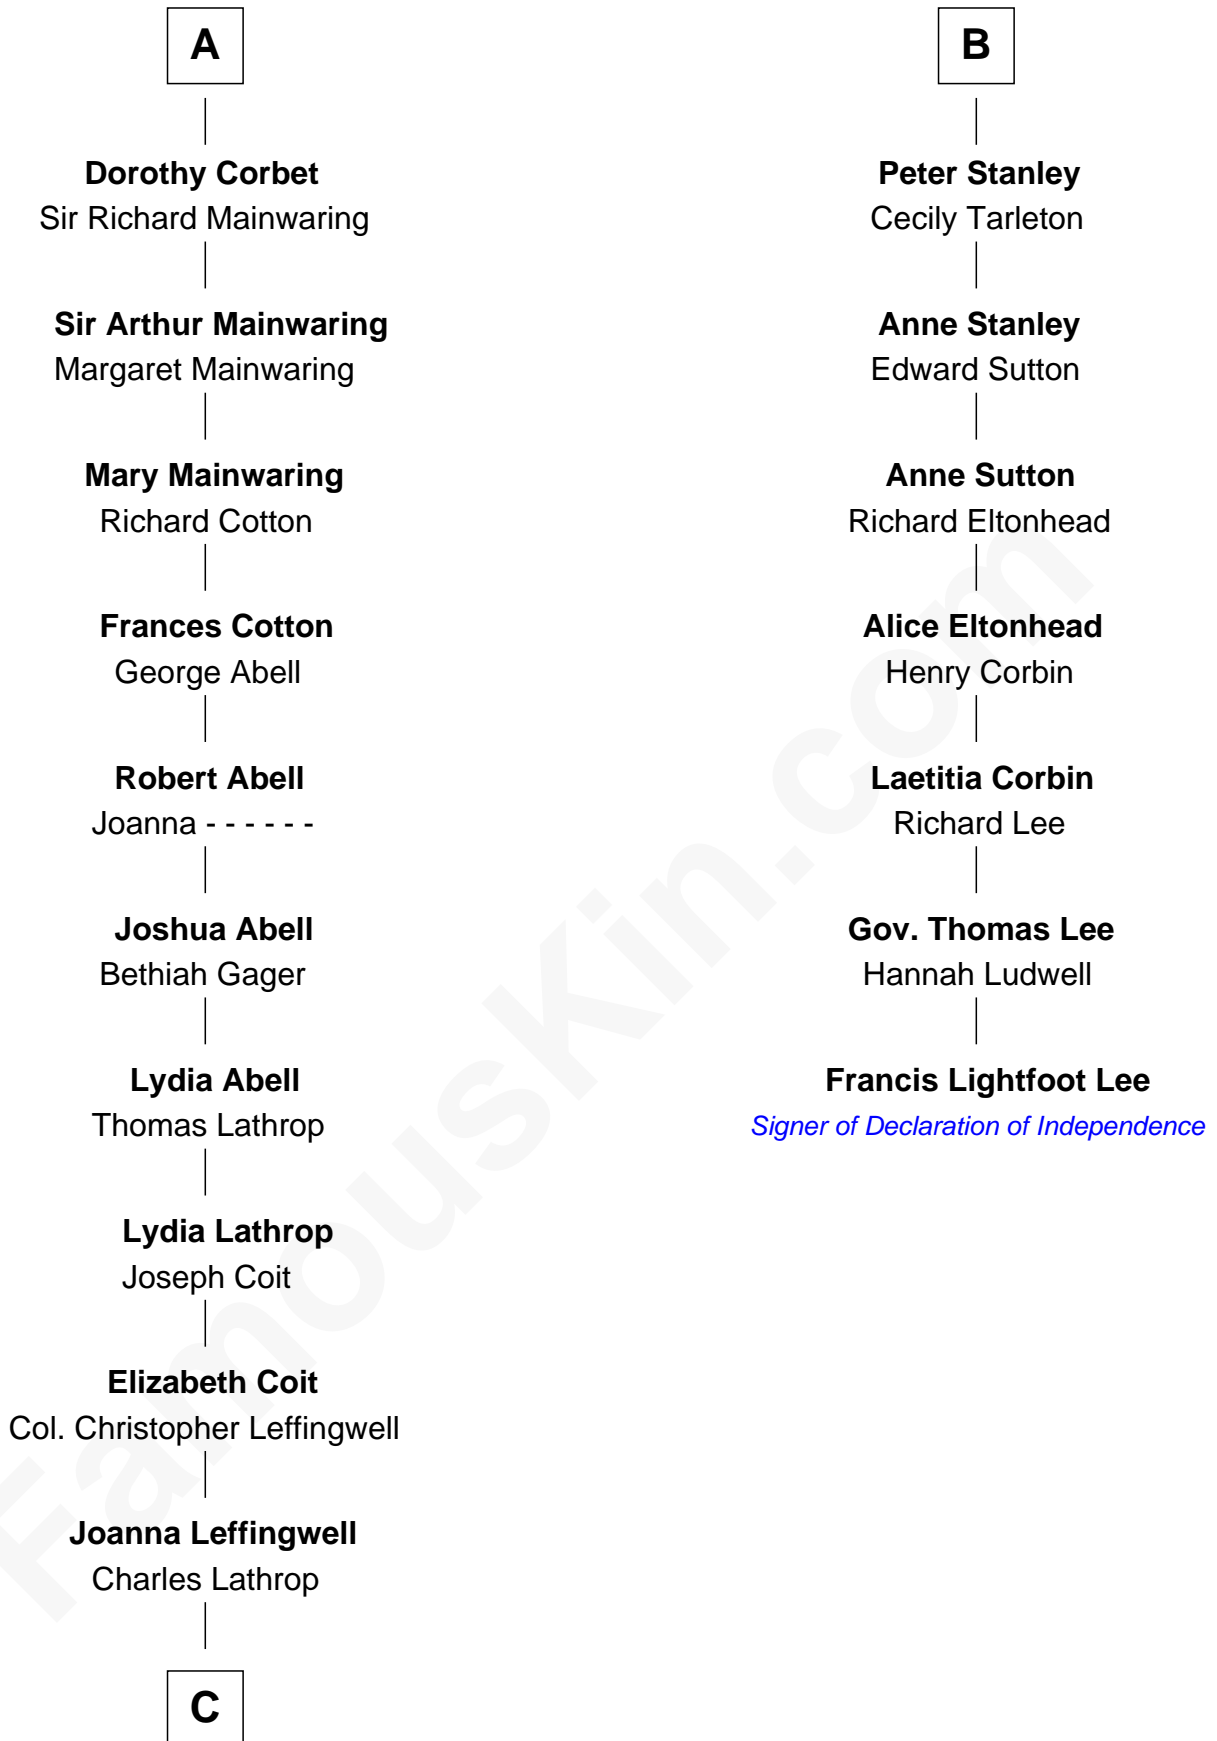 A
Dorothy Corbet
Sir Richard Mainwaring
Sir Arthur Mainwaring
Margaret Mainwaring
Mary Mainwaring
Richard Cotton
Frances Cotton
George Abell
Robert Abell
Joanna - - - - - -
Joshua Abell
Bethiah Gager
Lydia Abell
Thomas Lathrop
Lydia Lathrop
Joseph Coit
Elizabeth Coit
Col. Christopher Leffingwell
Joanna Leffingwell
Charles Lathrop
C
B
Peter Stanley
Cecily Tarleton
Anne Stanley
Edward Sutton
Anne Sutton
Richard Eltonhead
Alice Eltonhead
Henry Corbin
Laetitia Corbin
Richard Lee
Gov. Thomas Lee
Hannah Ludwell
Francis Lightfoot Lee
Signer of Declaration of Independence
FamousKin.com